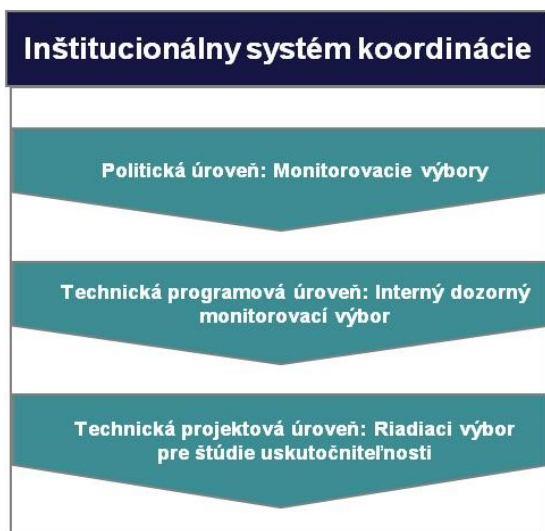 Inštitucionálny systém koordinácie
Politická úroveň: Monitorovacie výbory
Technická programová úroveň: Interný dozorný
monitorovací výbor
Technická projektová úroveň: Riadiaci výbor
pre štúdie uskutočniteľnosti